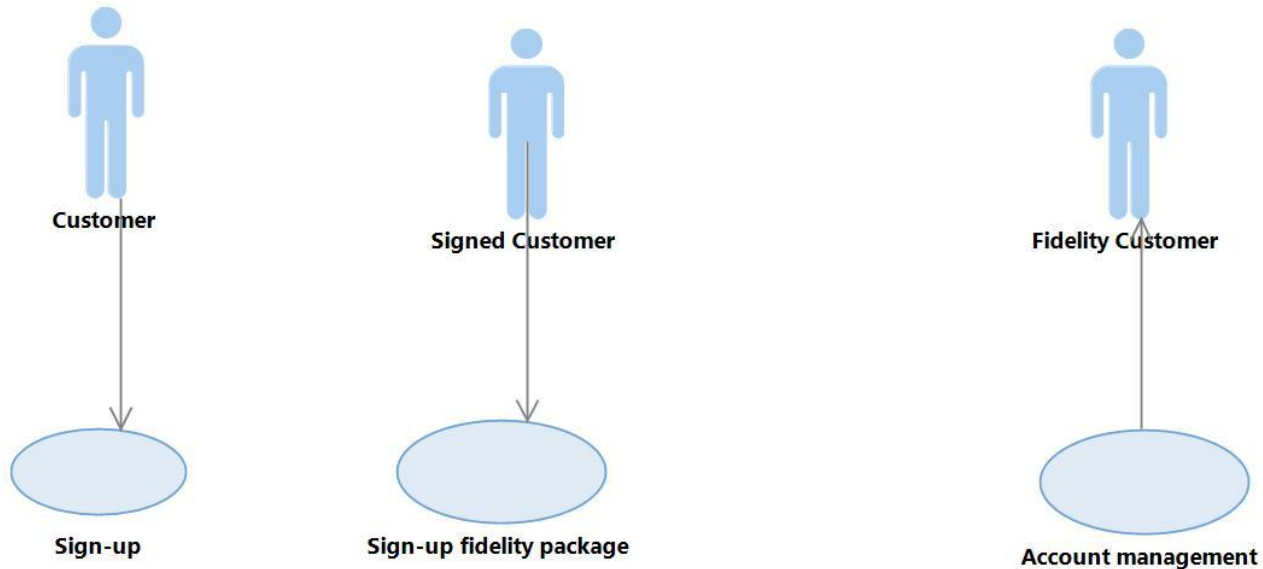 Customer
Signed Customer
Fidelity Customer
Sign-up
Sign-up fidelity package
Account management